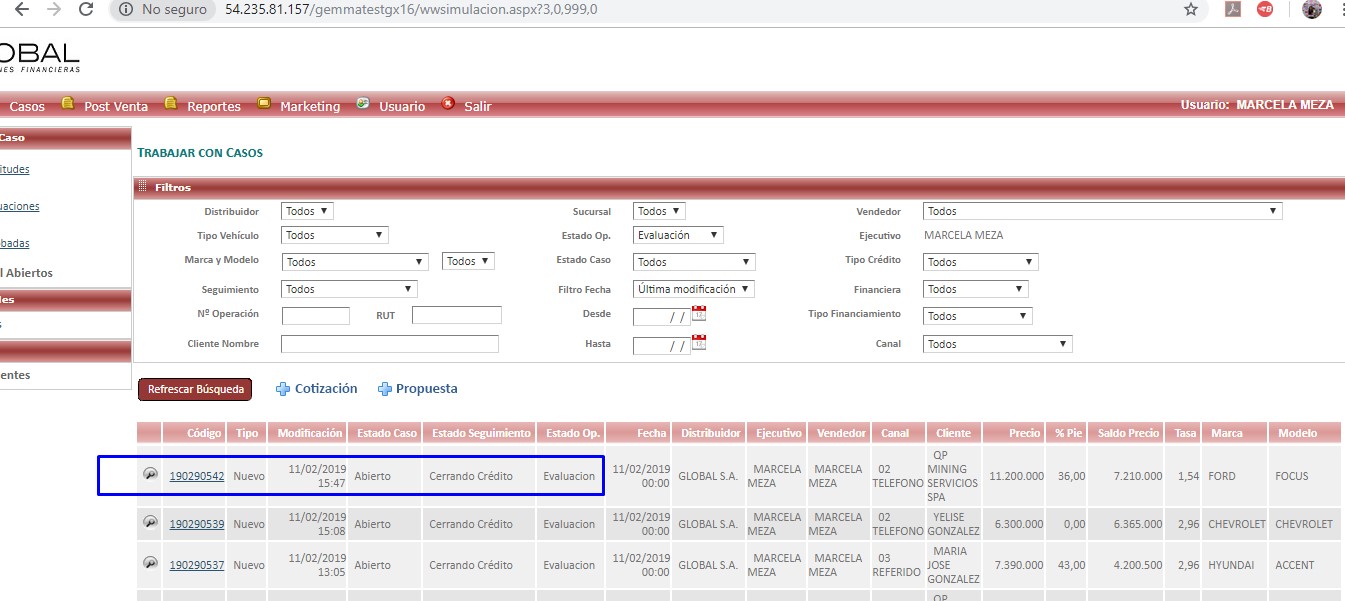 No seguro 54.235.81.157/gemmatestgx16/wwsimulacion.aspx?3,0,999,0
OBAL
NES FINANCIERAS
Casos Post Venta Reportes Marketing Usuario Salir Usuario: MARCELA MEZA
Caso
itudes
uaciones
badas
l Abiertos
les
s
entes
TRABAJAR CON CASOS
Filtros
Distribuidor Todos Sucursal Todos Vendedor Todos
Tipo Vehículo Todos Estado Op. Evaluación Ejecutivo MARCELA MEZA
Marca y Modelo Todos Todos Estado Caso Todos Tipo Crédito Todos
Seguimiento Todos Filtro Fecha Última modificación Financiera Todos
Nº Operación RUT Desde / / Tipo Financiamiento Todos
Cliente Nombre Hasta / / Canal Todos
Refrescar Búsqueda Cotización Propuesta
Código Tipo Modificación Estado Caso Estado Seguimiento Estado Op. Fecha Distribuidor Ejecutivo Vendedor Canal Cliente Precio % Pie Saldo Precio Tasa Marca Modelo
190290542 Nuevo 11/02/2019 15:47 Abierto Cerrando Crédito Evaluacion 11/02/2019 00:00 GLOBAL S.A. MARCELA MEZA MARCELA MEZA 02 TELEFONO QP MINING SERVICIOS SPA 11.200.000 36,00 7.210.000 1,54 FORD FOCUS
190290539 Nuevo 11/02/2019 15:08 Abierto Cerrando Crédito Evaluacion 11/02/2019 00:00 GLOBAL S.A. MARCELA MEZA MARCELA MEZA 02 TELEFONO YELISE GONZALEZ 6.300.000 0,00 6.365.000 2,96 CHEVROLET CHEVROLET
190290537 Nuevo 11/02/2019 13:05 Abierto Cerrando Crédito Evaluacion 11/02/2019 00:00 GLOBAL S.A. MARCELA MEZA MARCELA MEZA 03 REFERIDO MARIA JOSE GONZALEZ 7.390.000 43,00 4.200.500 2,96 HYUNDAI ACCENT
QP